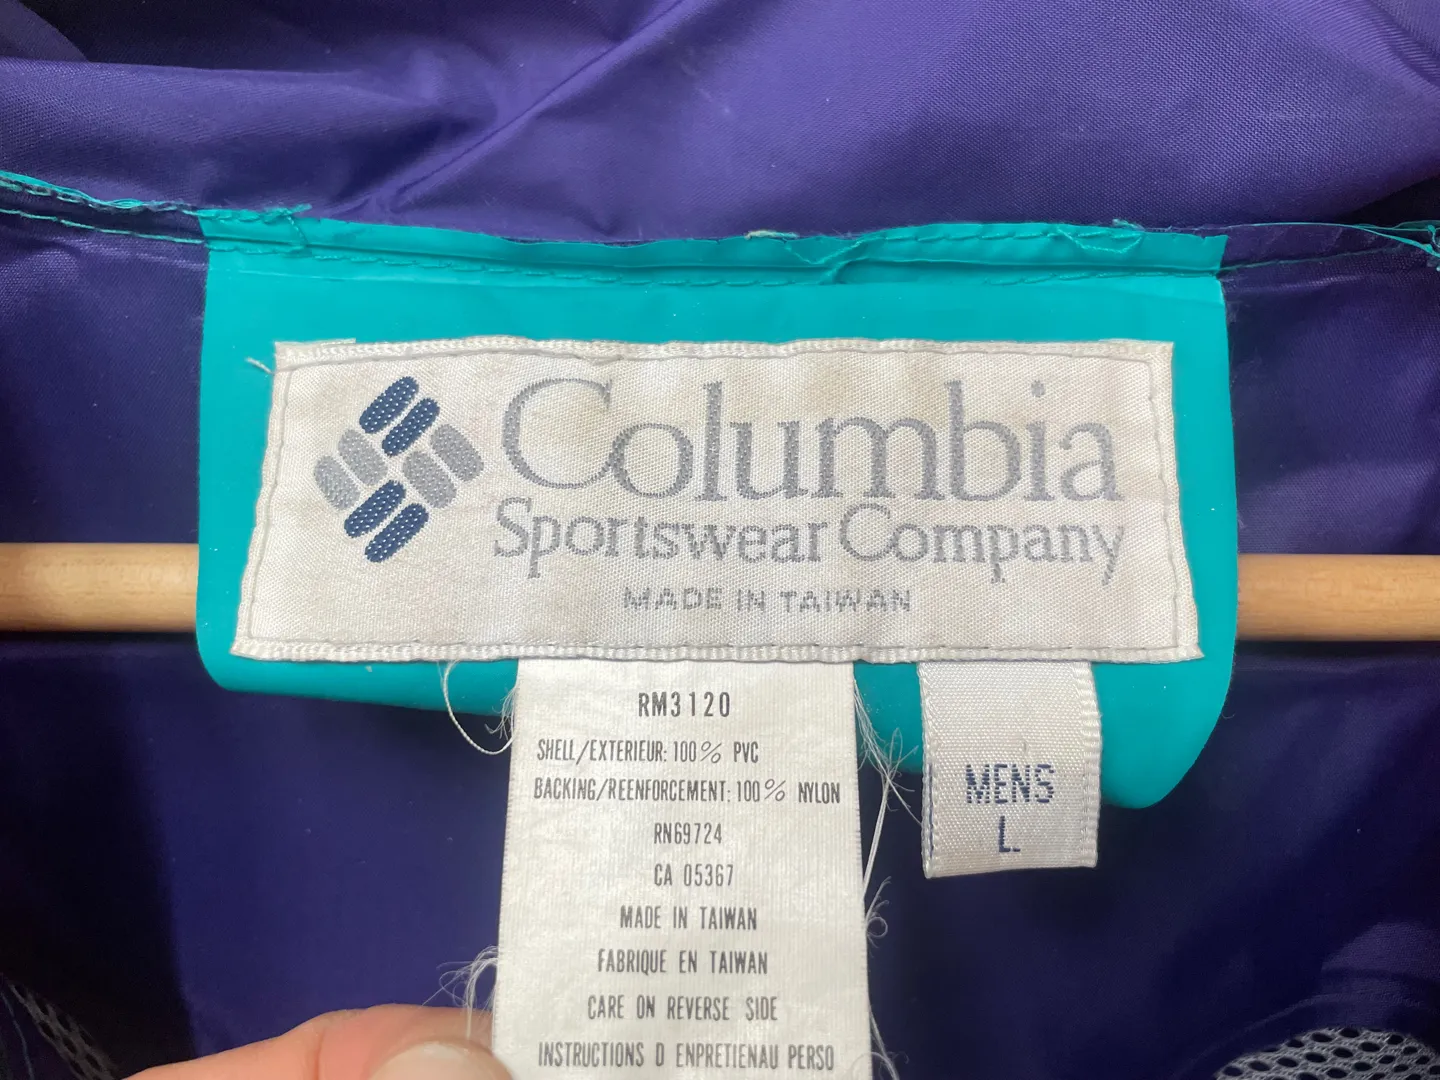 Columbia
Sportswear Company
MADE IN TAIWAN
RM3120
SHELL/EXTERIEUR: 100% PVC
BACKING/REENFORCEMENT: 100% NYLON
RN69724
CA 05367
MADE IN TAIWAN
FABRIQUE EN TAIWAN
CARE ON REVERSE SIDE
INSTRUCTIONS D ENPRETIENAU PERSO
MENS
L.